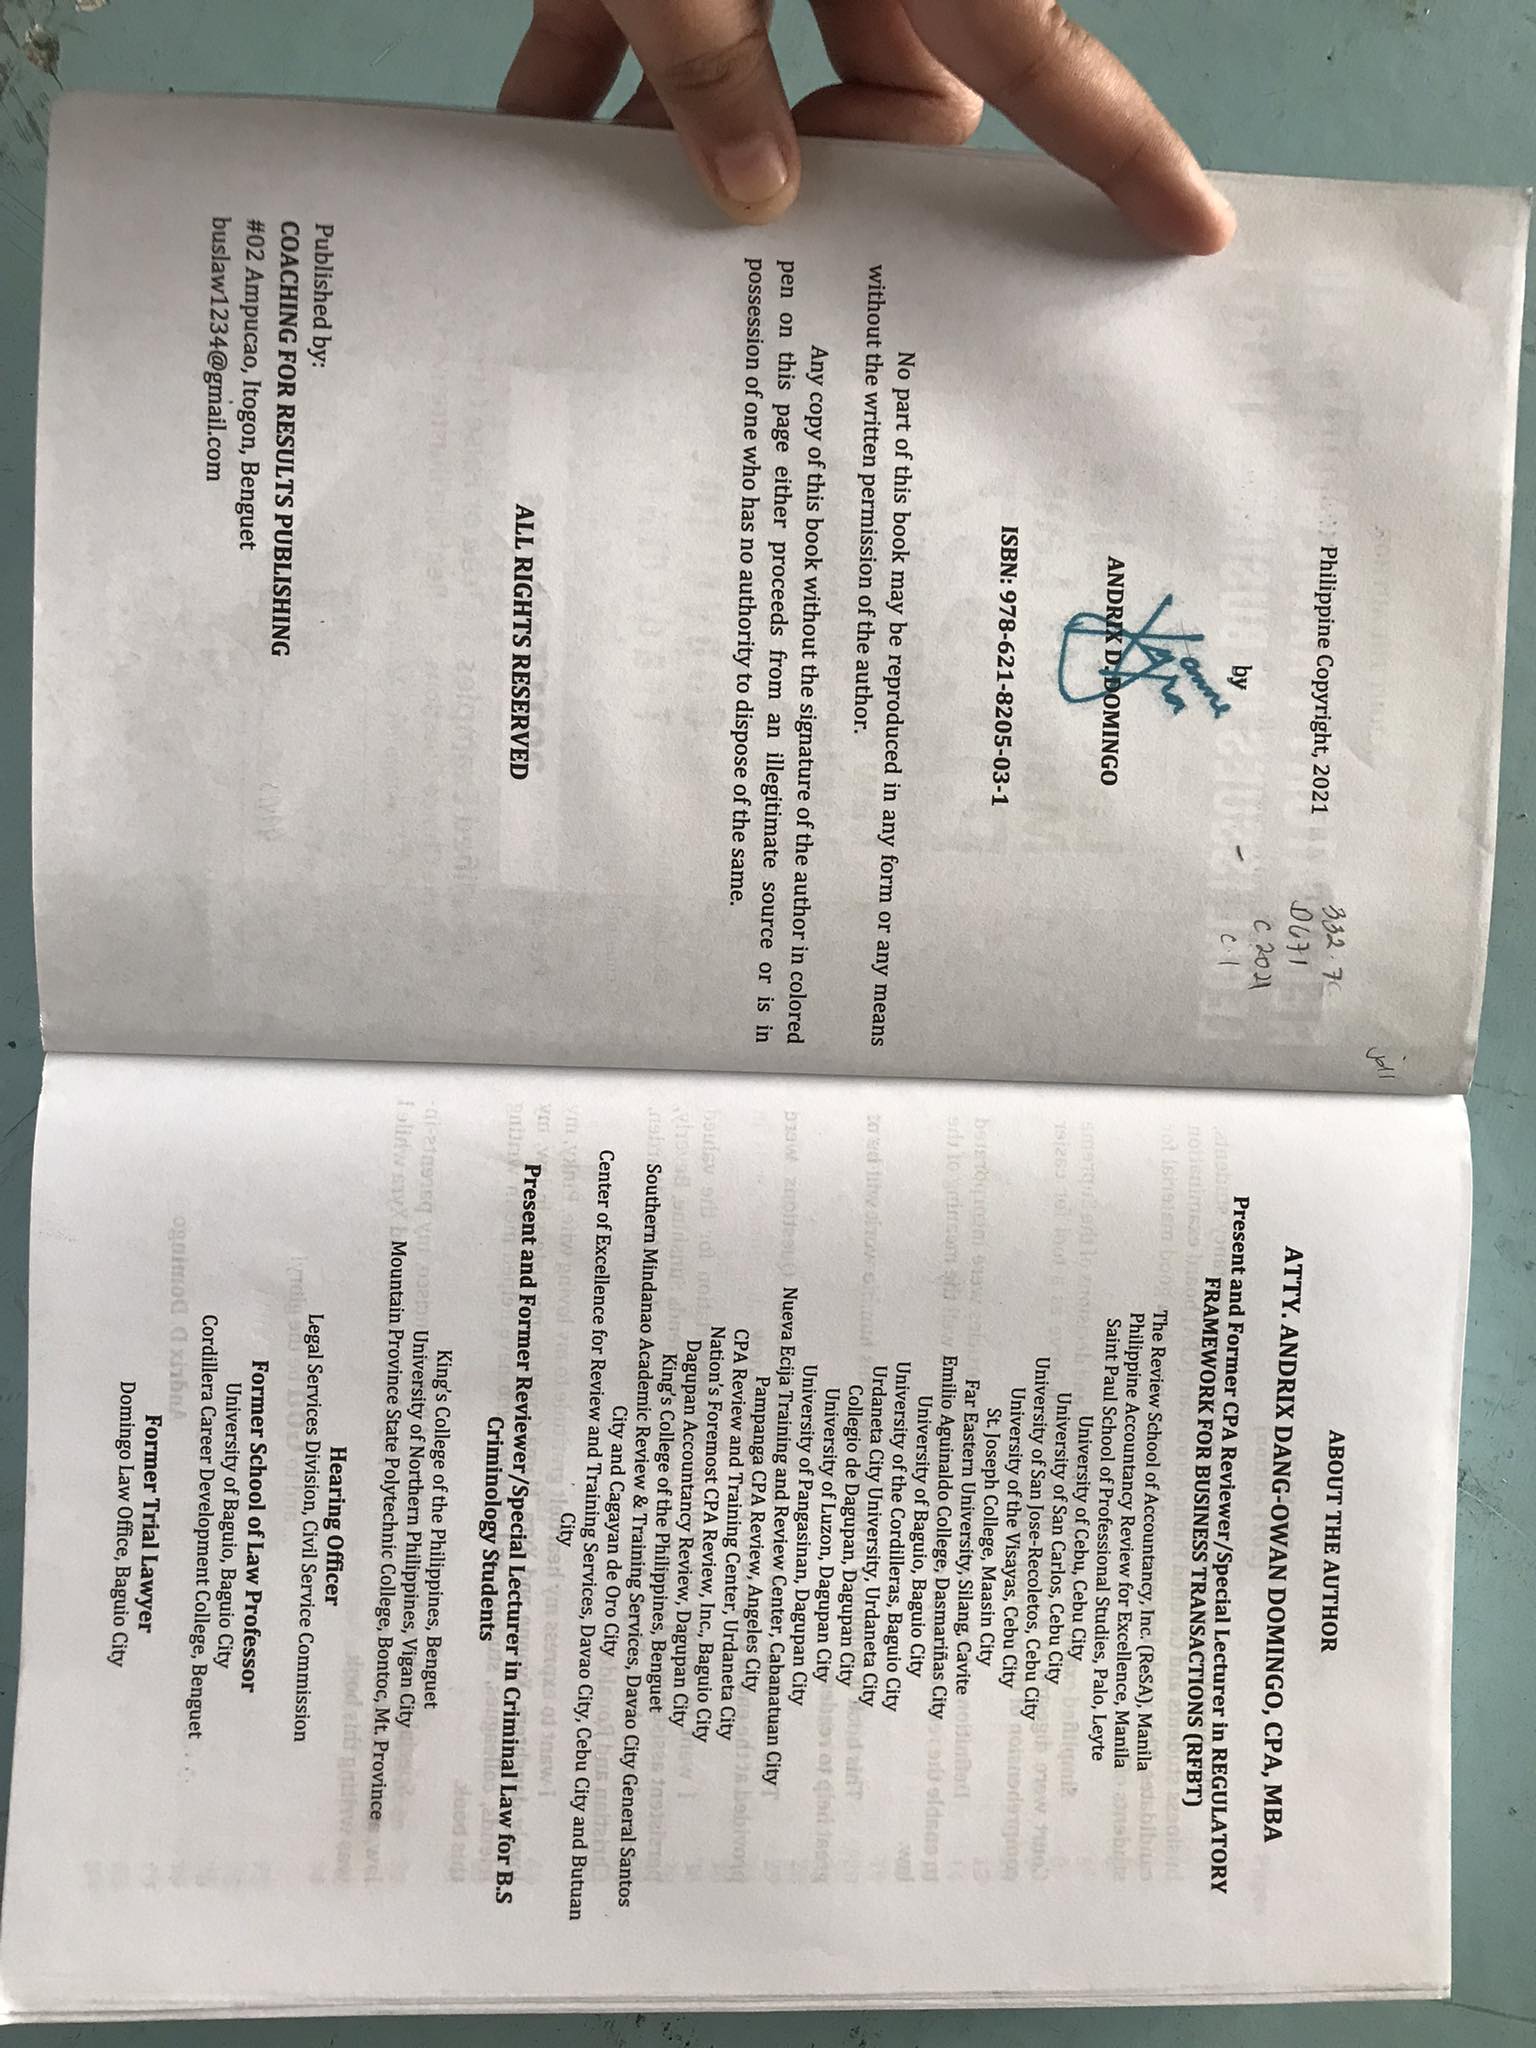 Philippine Copyright, 2021
332.7
D671
C 2021
c.1
by
ANDRIX D. DOMINGO
ISBN: 978-621-8205-03-1
No part of this book may be reproduced in any form or any means
without the written permission of the author.
Any copy of this book without the signature of the author in colored
pen on this page either proceeds from an illegitimate source or is in
possession of one who has no authority to dispose of the same.
ALL RIGHTS RESERVED
Published by:
COACHING FOR RESULTS PUBLISHING
#02 Ampucao, Itogon, Benguet
buslaw1234@gmail.com
ABOUT THE AUTHOR
ATTY. ANDRIX DANG-OWAN DOMINGO, CPA, MBA
Present and Former CPA Reviewer/Special Lecturer in REGULATORY
FRAMEWORK FOR BUSINESS TRANSACTIONS (RFBT)
The Review School of Accountancy, Inc. (ReSA), Manila
Philippine Accountancy Review for Excellence, Manila
Saint Paul School of Professional Studies, Palo, Leyte
University of Cebu, Cebu City
University of San Carlos, Cebu City
University of San Jose-Recoletos, Cebu City
University of the Visayas, Cebu City
St. Joseph College, Maasin City
Far Eastern University, Silang, Cavite
Emilio Aguinaldo College, Dasmariñas City
University of Baguio, Baguio City
University of the Cordilleras, Baguio City
Urdaneta City University, Urdaneta City
Collegio de Dagupan, Dagupan City
University of Luzon, Dagupan City
University of Pangasinan, Dagupan City
Nueva Ecija Training and Review Center, Cabanatuan City
Pampanga CPA Review, Angeles City
CPA Review and Training Center, Urdaneta City
Nation's Foremost CPA Review, Inc., Baguio City
Dagupan Accountancy Review, Dagupan City
King's College of the Philippines, Benguet
Southern Mindanao Academic Review & Training Services, Davao City General Santos
City and Cagayan de Oro City
Center of Excellence for Review and Training Services, Davao City, Cebu City and Butuan
City
Present and Former Reviewer/Special Lecturer in Criminal Law for B.S
Criminology Students
King's College of the Philippines, Benguet
University of Northern Philippines, Vigan City
Mountain Province State Polytechnic College, Bontoc, Mt. Province
Hearing Officer
Legal Services Division, Civil Service Commission
Former School of Law Professor
University of Baguio, Baguio City
Cordillera Career Development College, Benguet
Former Trial Lawyer
Domingo Law Office, Baguio City